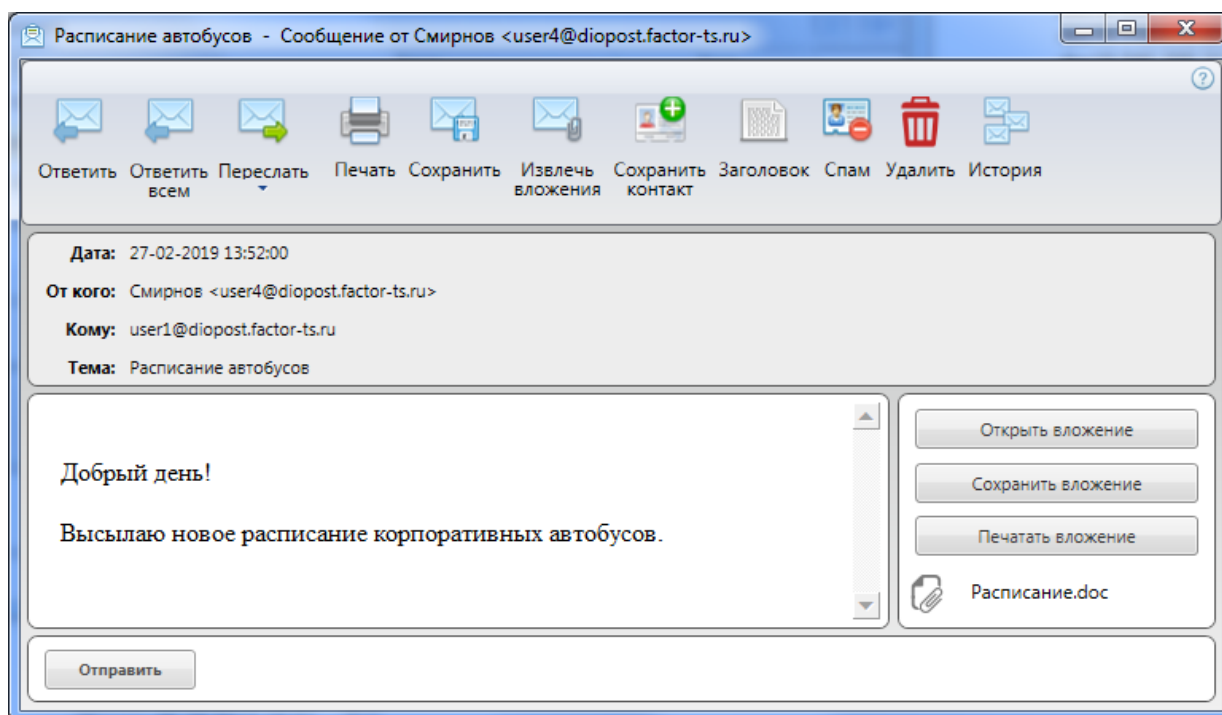 Расписание автобусов - Сообщение от Смирнов <user4@diopost.factor-ts.ru>
Ответить
Ответить всем
Переслать
Печать
Сохранить
Извлечь вложения
Сохранить контакт
Заголовок
Спам
Удалить
История
Дата: 27-02-2019 13:52:00
От кого: Смирнов <user4@diopost.factor-ts.ru>
Кому: user1@diopost.factor-ts.ru
Тема: Расписание автобусов
Добрый день!
Высылаю новое расписание корпоративных автобусов.
Открыть вложение
Сохранить вложение
Печатать вложение
Расписание.doc
Отправить